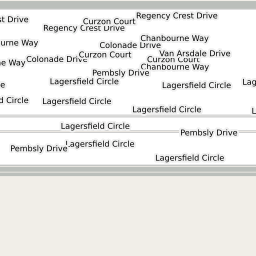 Regency Crest Drive
st Drive
Curzon Court
Regency Crest Drive
Chanbourne Way
urne Way
Colonade Drive
Van Arsdale Drive
Curzon Court
Colonade Drive
Curzon Court
ne Way
Chanbourne Way
Pembsly Drive
Lagersfield Circle
Lagersfield Circle
Lag
e
d Circle
Lagersfield Circle
Lagersfield Circle
L
Lagersfield Circle
Pembsly Drive
Lagersfield Circle
Pembsly Drive
Lagersfield Circle